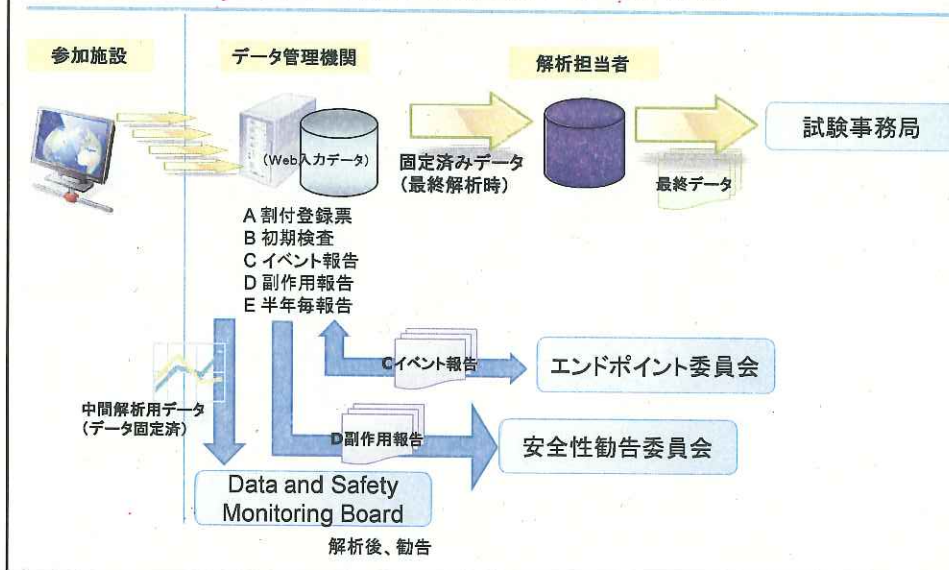 参加施設
データ管理機関
解析担当者
(Web入力データ)
固定済みデータ
(最終解析時)
最終データ
試験事務局
A 割付登録票
B 初期検査
C イベント報告
D 副作用報告
E 半年毎報告
Cイベント報告
エンドポイント委員会
中間解析用データ
(データ固定済)
D副作用報告
安全性勧告委員会
Data and Safety
Monitoring Board
解析後、勧告